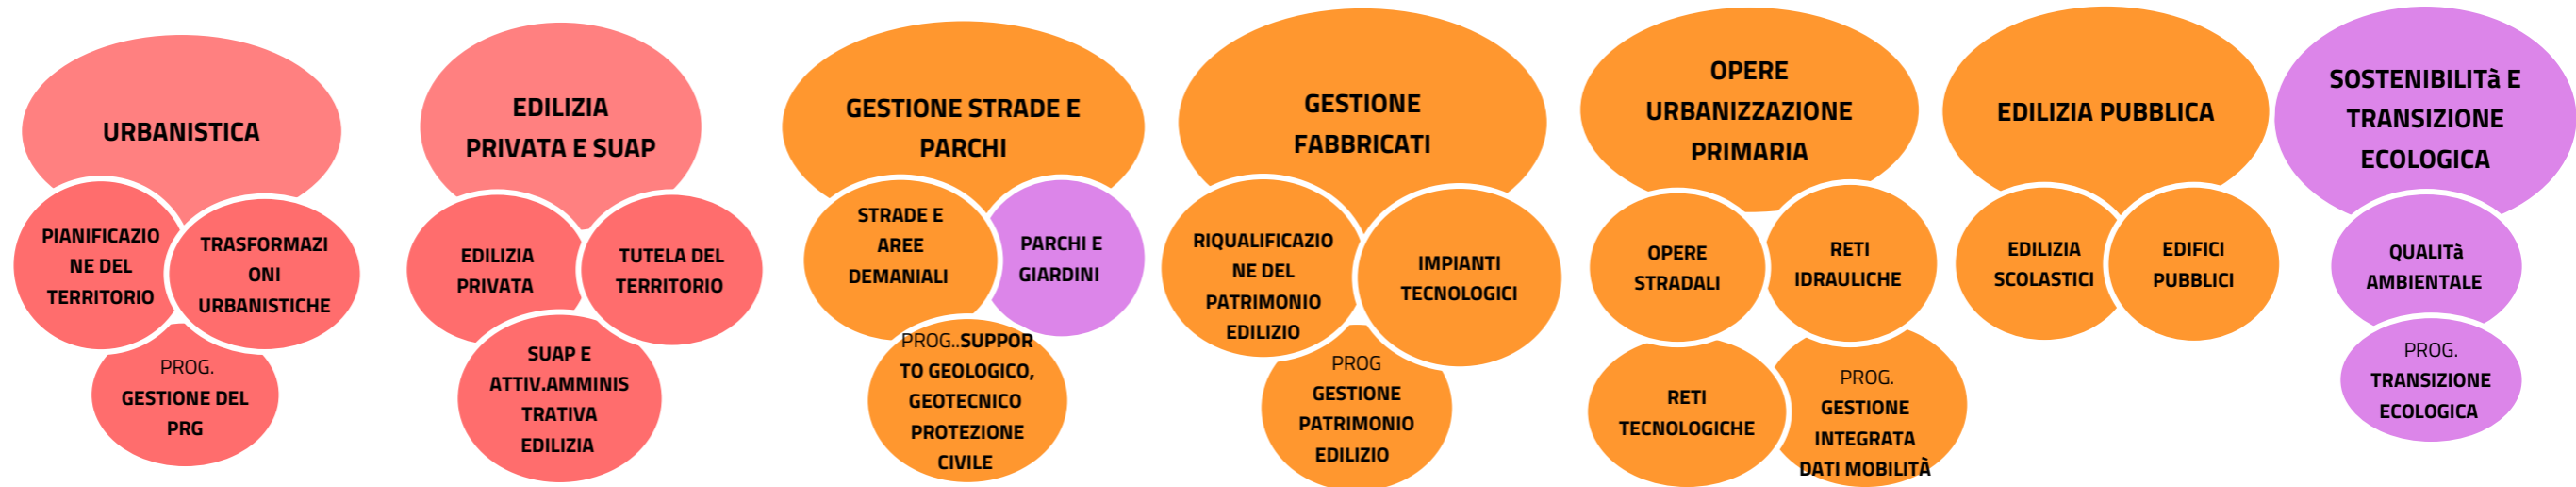 URBANISTICA
PIANIFICAZIO
NE DEL
TERRITORIO
TRASFORMAZI
ONI
URBANISTICHE
PROG.
GESTIONE DEL
PRG
EDILIZIA
PRIVATA E SUAP
EDILIZIA
PRIVATA
TUTELA DEL
TERRITORIO
SUAP E
ATTIV.AMMINIS
TRATIVA
EDILIZIA
GESTIONE STRADE E
PARCHI
STRADE E
AREE
DEMANIALI
PARCHI E
GIARDINI
PROG..SUPPOR
TO GEOLOGICO,
GEOTECNICO
PROTEZIONE
CIVILE
GESTIONE
FABBRICATI
RIQUALIFICAZIO
NE DEL
PATRIMONIO
EDILIZIO
IMPIANTI
TECNOLOGICI
PROG
GESTIONE
PATRIMONIO
EDILIZIO
OPERE
URBANIZZAZIONE
PRIMARIA
OPERE
STRADALI
RETI
IDRAULICHE
RETI
TECNOLOGICHE
PROG.
GESTIONE
INTEGRATA
DATI MOBILITÀ
EDILIZIA PUBBLICA
EDILIZIA
SCOLASTICI
EDIFICI
PUBBLICI
SOSTENIBILITà E
TRANSIZIONE
ECOLOGICA
QUALITà
AMBIENTALE
PROG.
TRANSIZIONE
ECOLOGICA